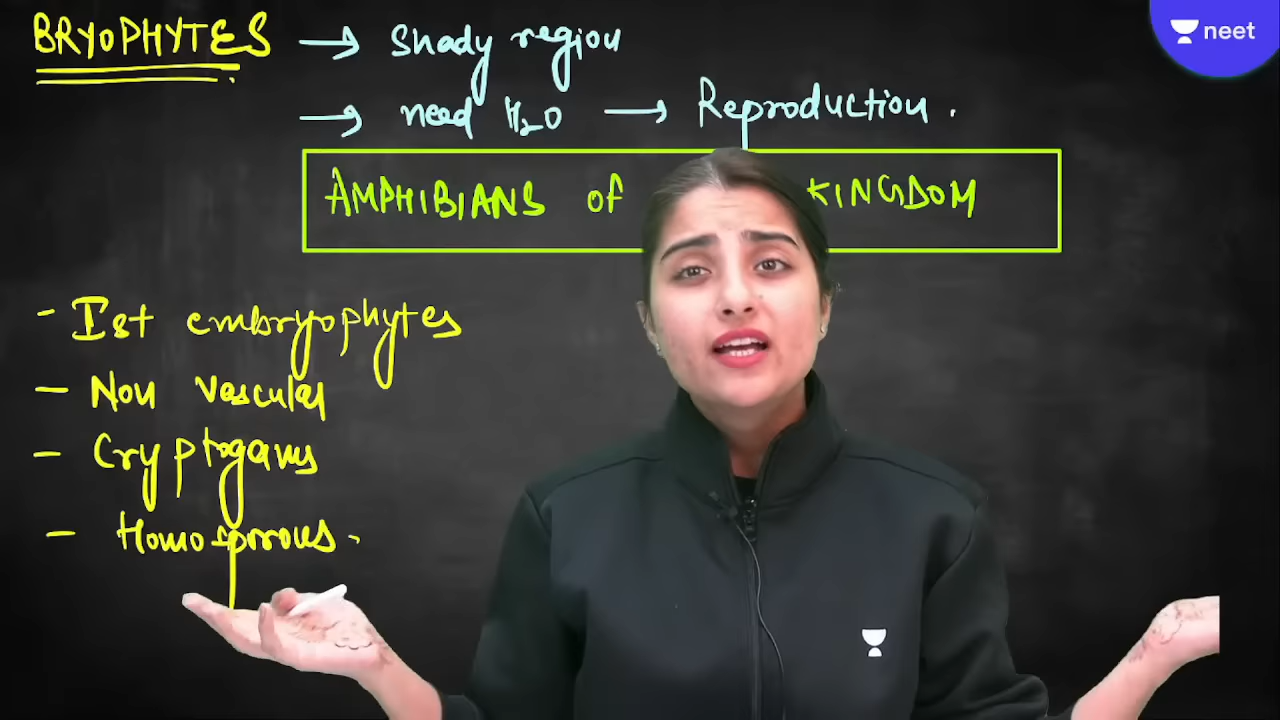 BRYOPHYTES → Shady region
→ need H2O → Reproduction.
AMPHIBIANS of KINGDOM
- Ist embryophytes
- Non vascular
- Cryptogams
- Homosporous.
neet